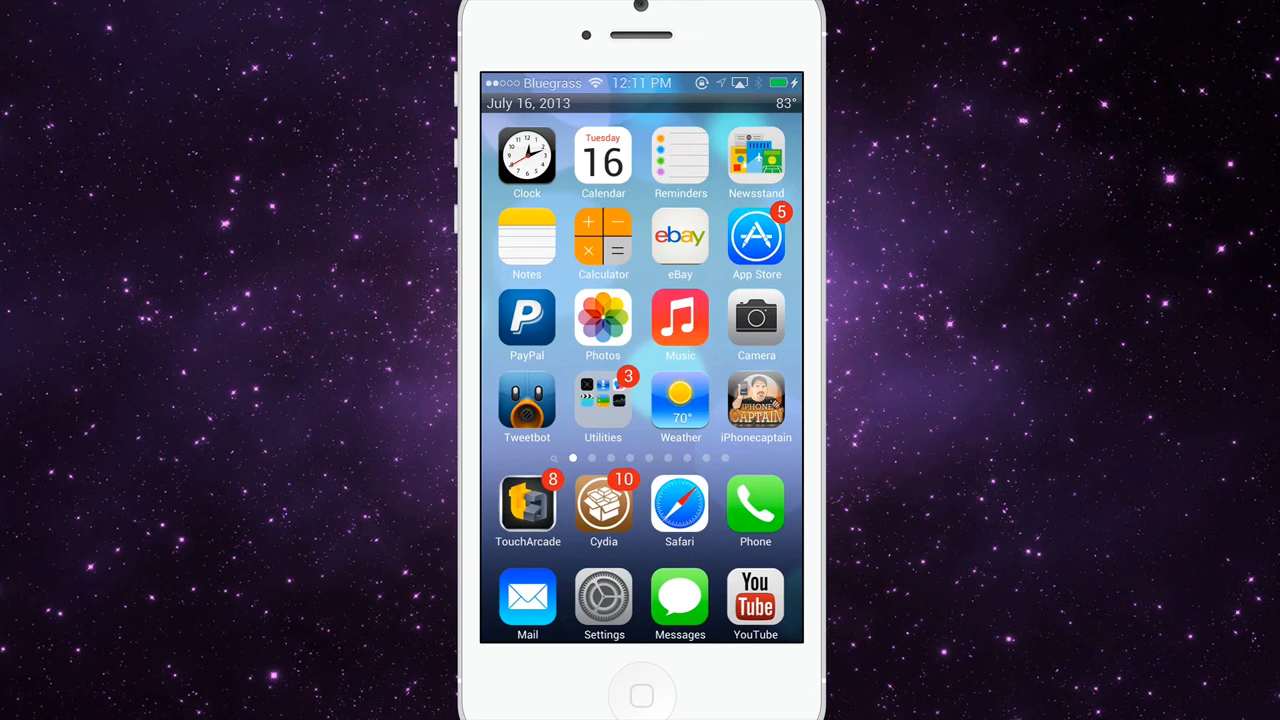 Bluegrass 12:11 PM
July 16, 2013 83°
Tuesday
16
Clock Calendar Reminders Newsstand
5
ebay
Notes Calculator eBay App Store
PayPal Photos Music Camera
3
70°
IPHONE
CAPTAIN
Tweetbot Utilities Weather iPhonecaptain
8 10
TouchArcade Cydia Safari Phone
You
Tube
Mail Settings Messages YouTube